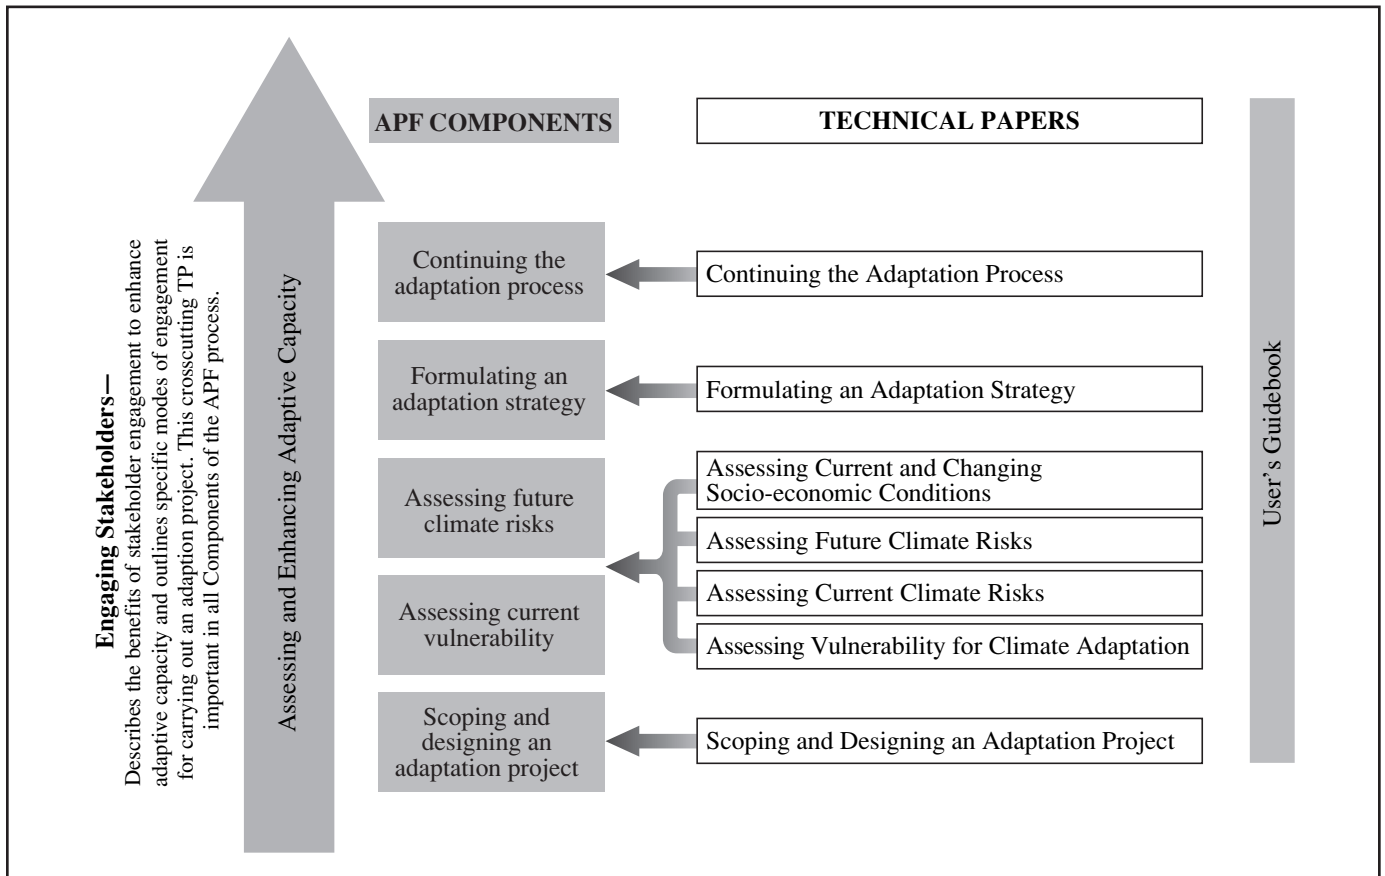 Engaging Stakeholders—
Describes the benefits of stakeholder engagement to enhance
adaptive capacity and outlines specific modes of engagement
for carrying out an adaption project. This crosscutting TP is
important in all Components of the APF process.
Assessing and Enhancing Adaptive Capacity
APF COMPONENTS
TECHNICAL PAPERS
Continuing the
adaptation process
Continuing the Adaptation Process
Formulating an
adaptation strategy
Formulating an Adaptation Strategy
Assessing future
climate risks
Assessing current
vulnerability
Assessing Current and Changing
Socio-economic Conditions
Assessing Future Climate Risks
Assessing Current Climate Risks
Assessing Vulnerability for Climate Adaptation
Scoping and
designing an
adaptation project
Scoping and Designing an Adaptation Project
User's Guidebook